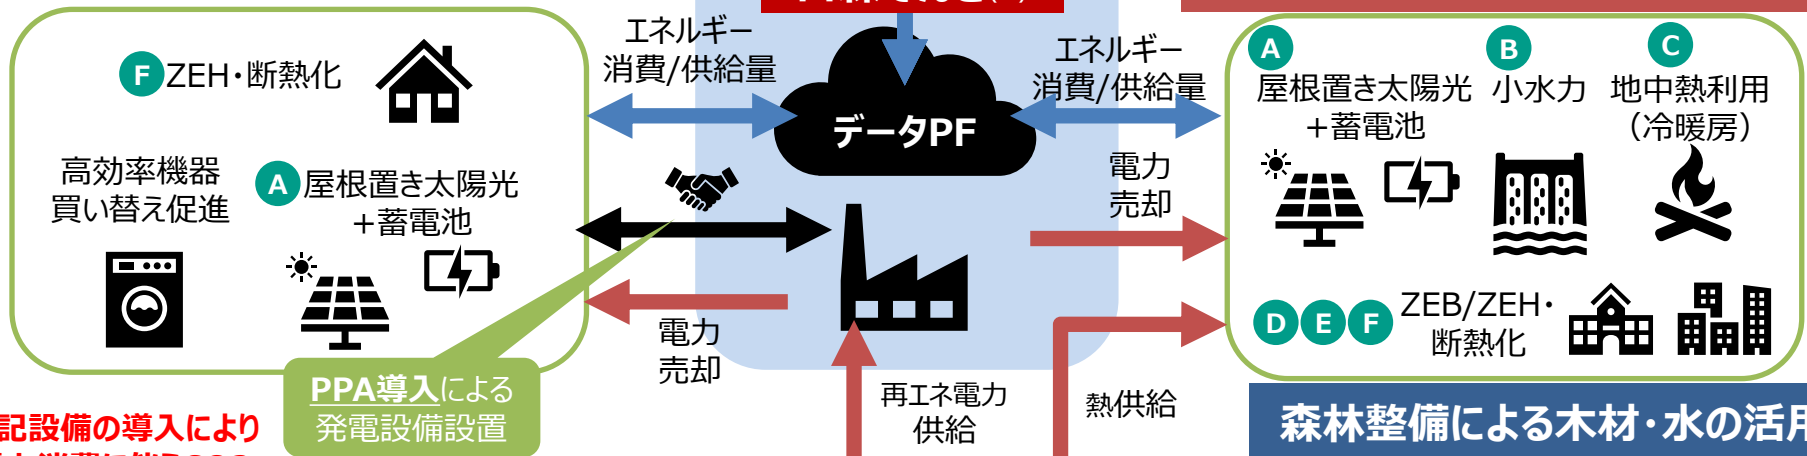 F ZEH・断熱化
高効率機器
買い替え促進
A 屋根置き太陽光
+蓄電池
エネルギー
消費/供給量
データPF
エネルギー
消費/供給量
電力
売却
電力
売却
PPA導入による
発電設備設置
再エネ電力
供給
熱供給
A
屋根置き太陽光
+蓄電池
B
小水力
C
地中熱利用
（冷暖房）
D E F
ZEB/ZEH・
断熱化
記設備の導入により
森林整備による木材・水の活用